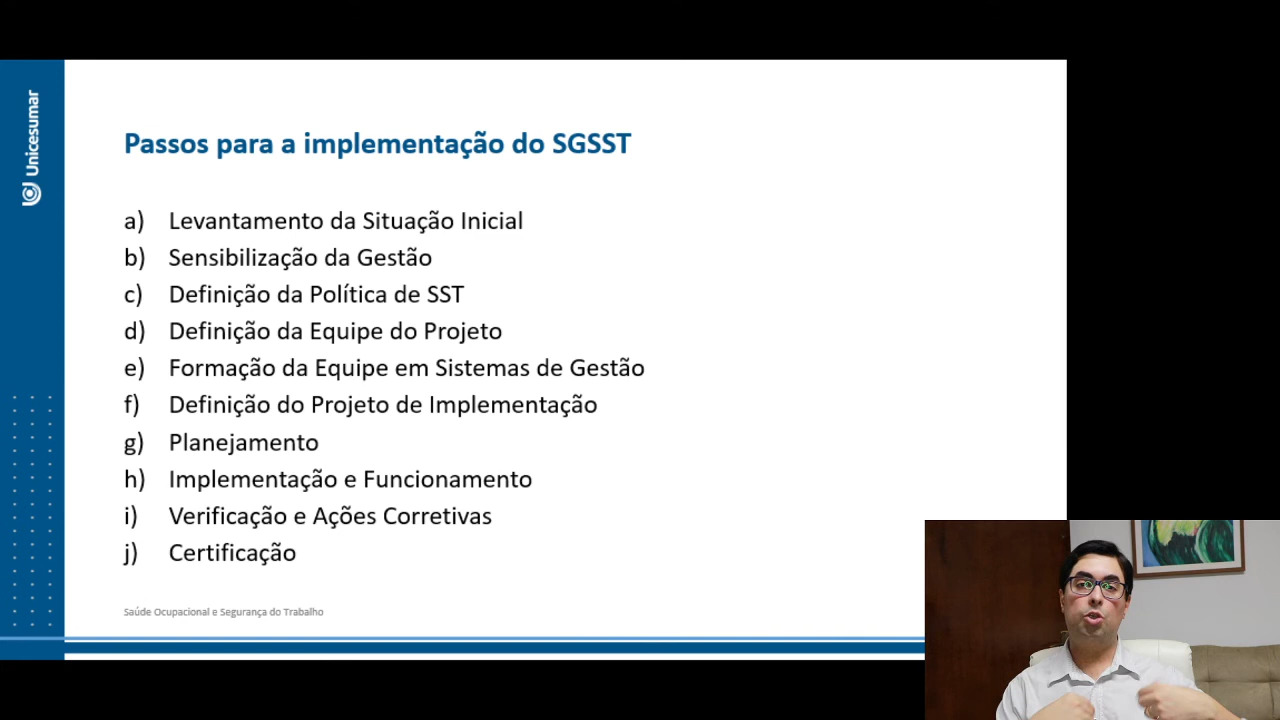 Unicesumar
Passos para a implementação do SGSST
a) Levantamento da Situação Inicial
b) Sensibilização da Gestão
c) Definição da Política de SST
d) Definição da Equipe do Projeto
e) Formação da Equipe em Sistemas de Gestão
f) Definição do Projeto de Implementação
g) Planejamento
h) Implementação e Funcionamento
i) Verificação e Ações Corretivas
j) Certificação
Saúde Ocupacional e Segurança do Trabalho